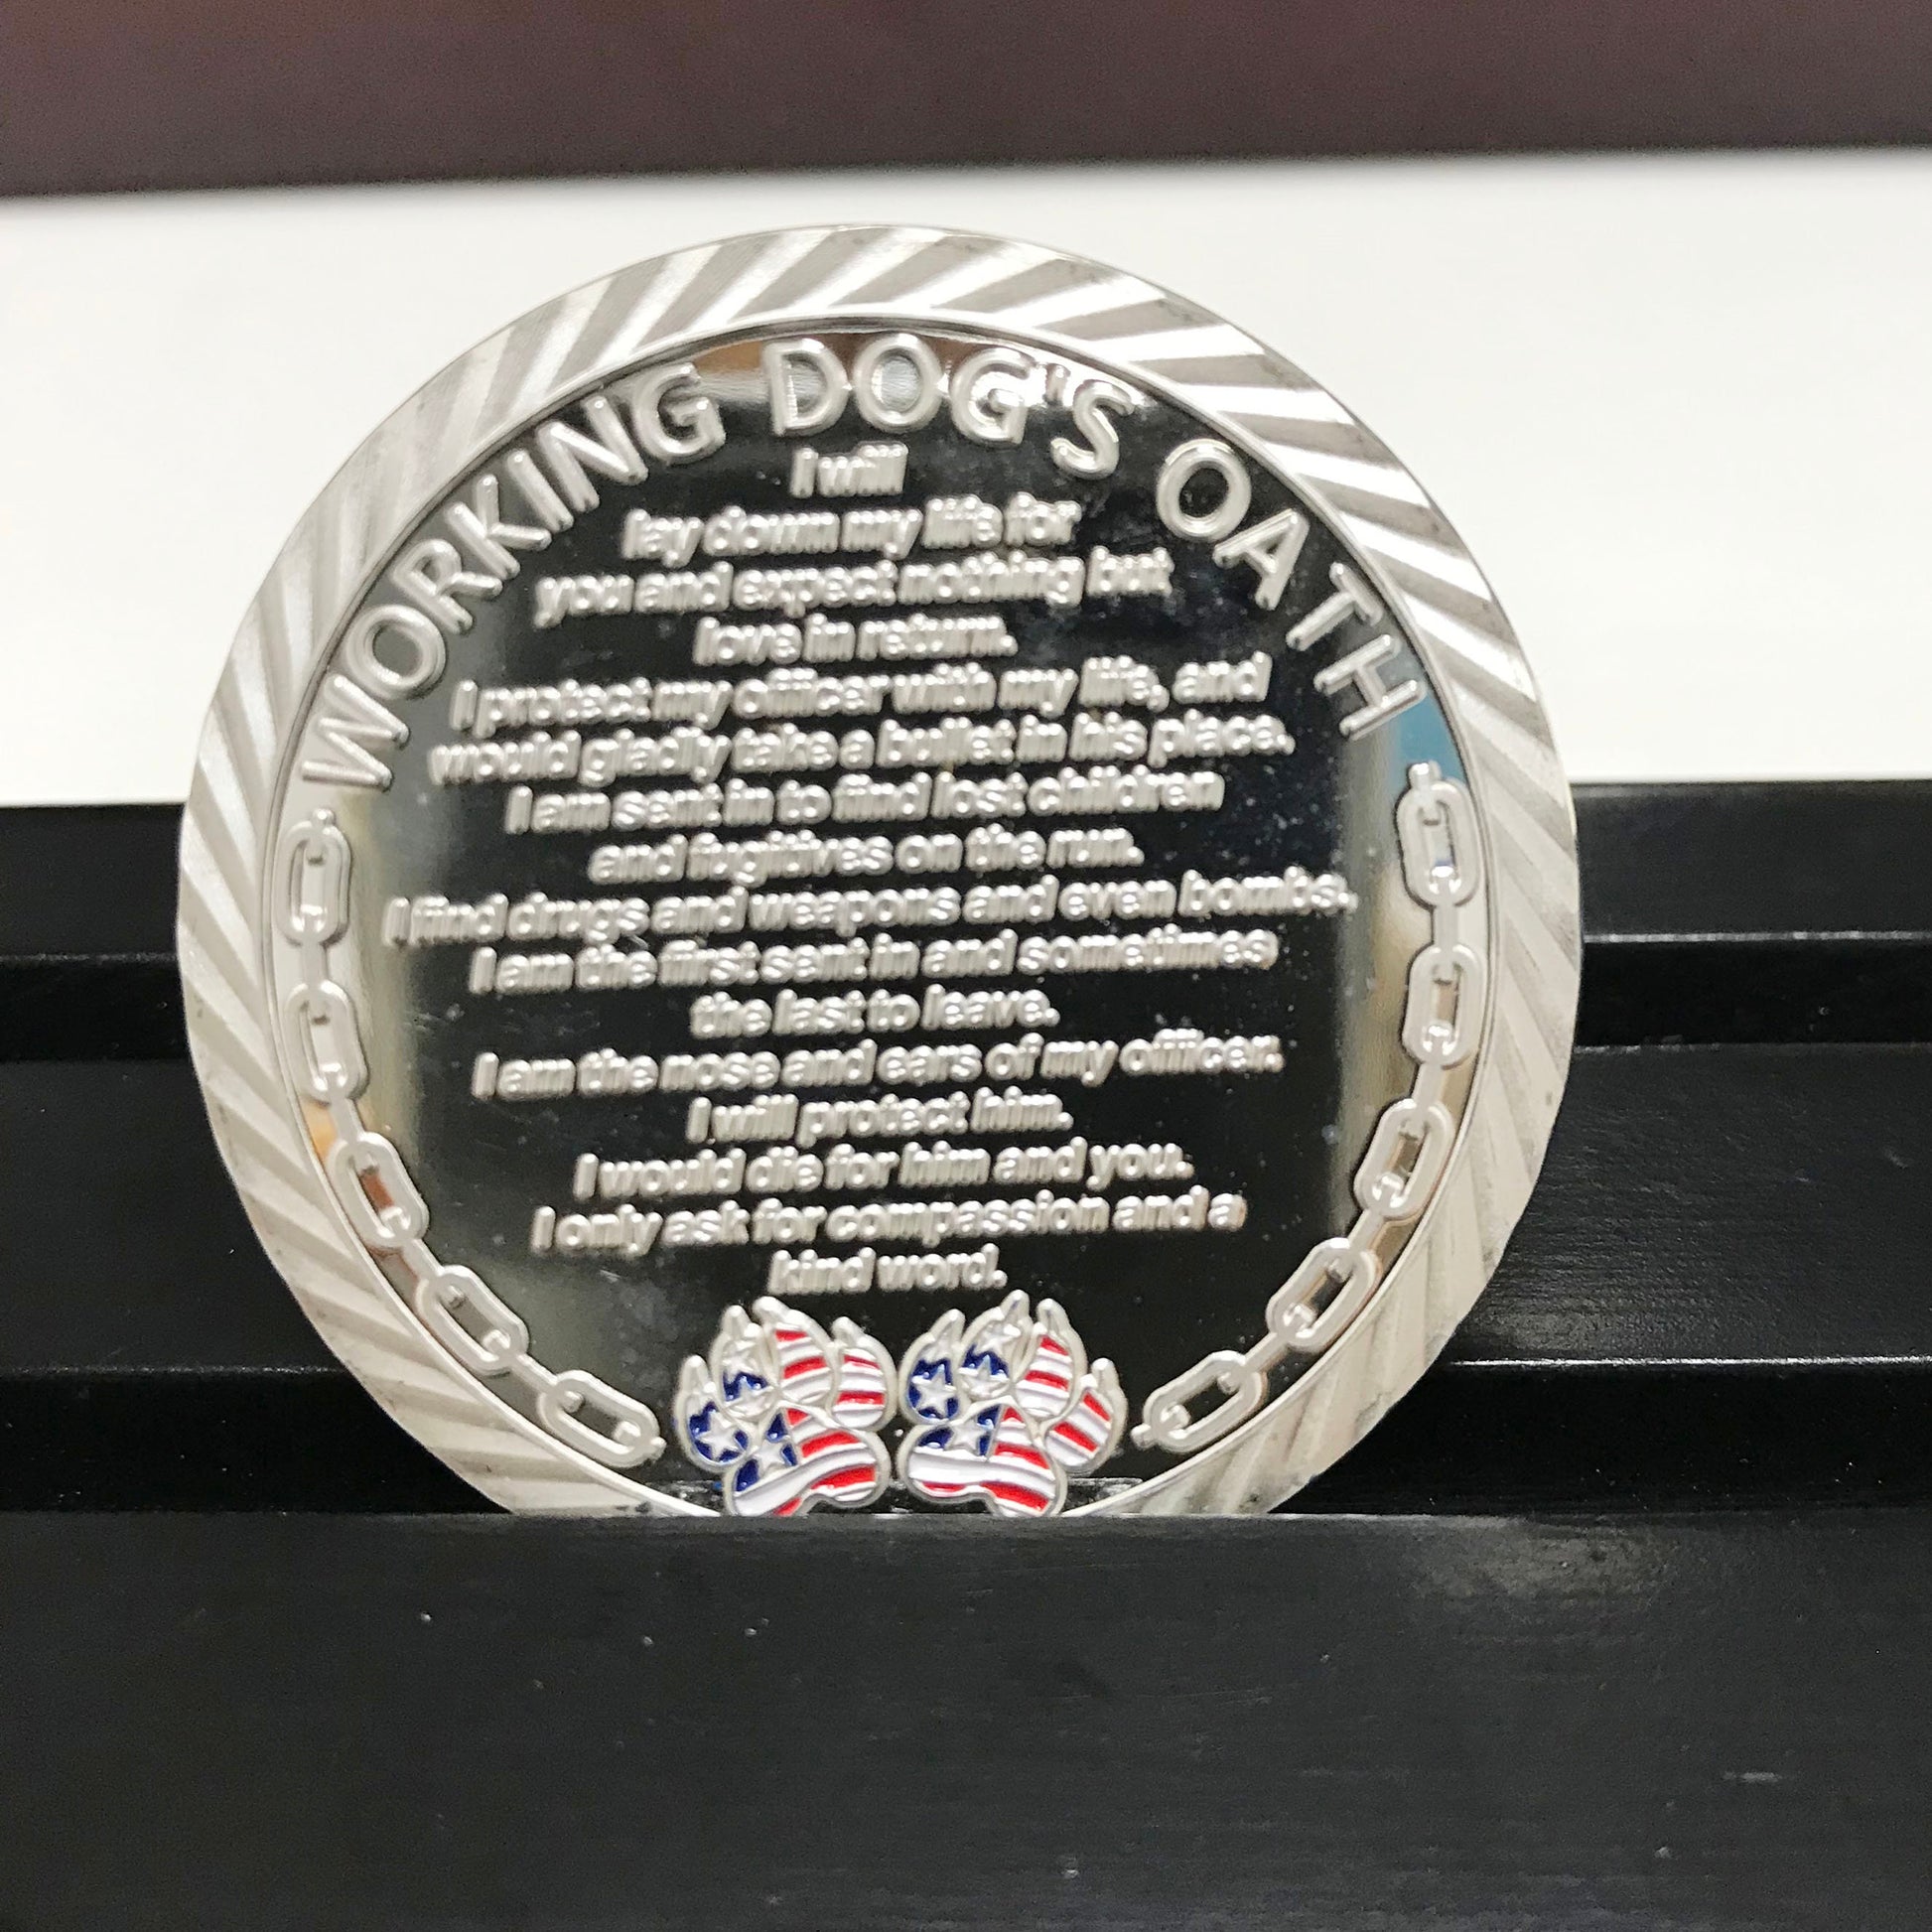 WORKING DOG'S OATH
I will
lay down my life for
you and expect nothing but
love in return.
I protect my officer with my life, and
would gladly take a bullet in his place.
I am sent in to find lost children
and fugitives on the run.
I find drugs and weapons and even bombs.
I am the first sent in and sometimes
the last to leave.
I am the nose and ears of my officer.
I will protect him.
I would die for him and you.
I only ask for compassion and a
kind word.